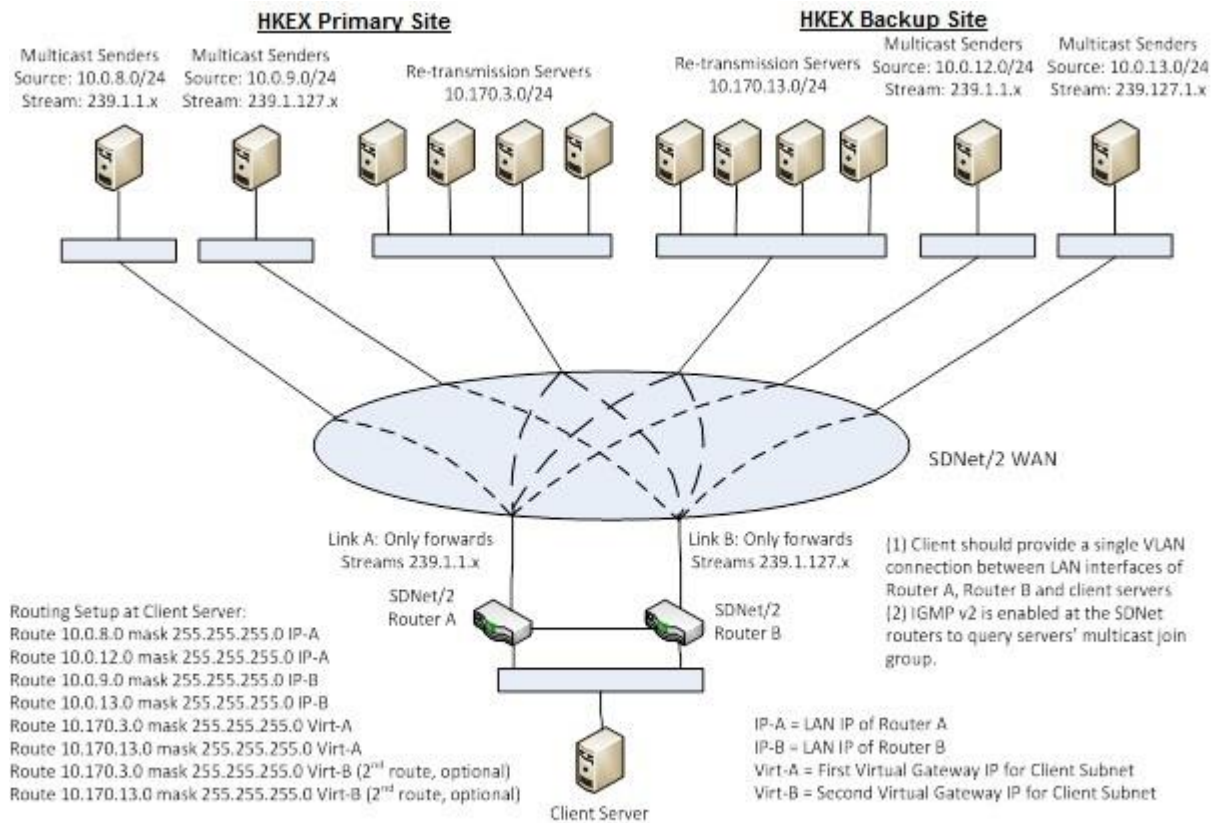 HKEX Primary Site
HKEX Backup Site
Multicast Senders
Source: 10.0.8.0/24
Stream: 239.1.1.x
Multicast Senders
Source: 10.0.9.0/24
Stream: 239.1.127.x
Re-transmission Servers
10.170.3.0/24
Re-transmission Servers
10.170.13.0/24
Multicast Senders
Source: 10.0.12.0/24
Stream: 239.1.1.x
Multicast Senders
Source: 10.0.13.0/24
Stream: 239.127.1.x
SDNet/2 WAN
Link A: Only forwards
Streams 239.1.1.x
Link B: Only forwards
Streams 239.1.127.x
SDNet/2
Router A
SDNet/2
Router B
(1) Client should provide a single VLAN
connection between LAN interfaces of
Router A, Router B and client servers
(2) IGMP v2 is enabled at the SDNet
routers to query servers' multicast join
group.
Routing Setup at Client Server:
Route 10.0.8.0 mask 255.255.255.0 IP-A
Route 10.0.12.0 mask 255.255.255.0 IP-A
Route 10.0.9.0 mask 255.255.255.0 IP-B
Route 10.0.13.0 mask 255.255.255.0 IP-B
Route 10.170.3.0 mask 255.255.255.0 Virt-A
Route 10.170.13.0 mask 255.255.255.0 Virt-A
Route 10.170.3.0 mask 255.255.255.0 Virt-B (2nd route, optional)
Route 10.170.13.0 mask 255.255.255.0 Virt-B (2nd route, optional)
Client Server
IP-A = LAN IP of Router A
IP-B = LAN IP of Router B
Virt-A = First Virtual Gateway IP for Client Subnet
Virt-B = Second Virtual Gateway IP for Client Subnet